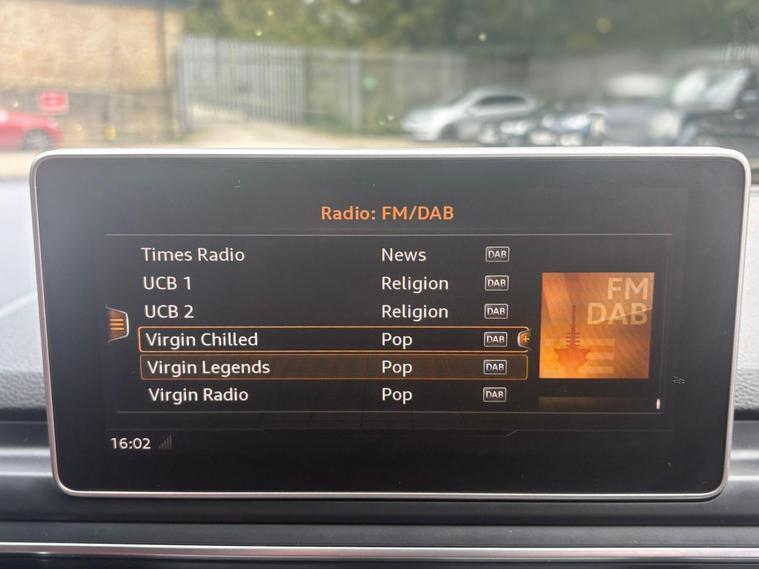 Radio: FM/DAB
Times Radio News DAB
UCB 1 Religion DAB
UCB 2 Religion DAB
Virgin Chilled Pop DAB
Virgin Legends Pop DAB
Virgin Radio Pop DAB
FM
DAB
16:02